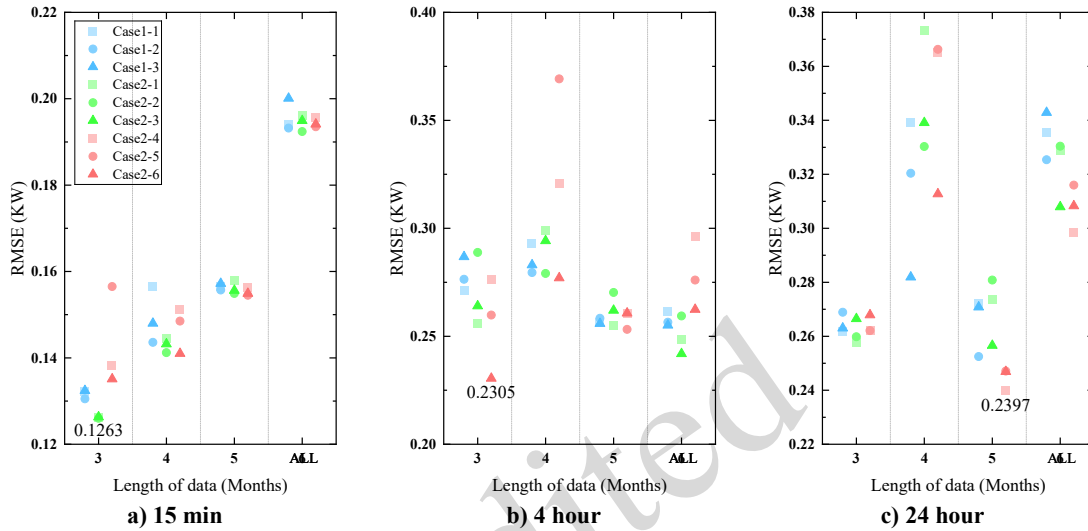 0.22
0.20
0.18
0.16
0.14
0.12
RMSE (KW)
Case1-1
Case1-2
Case1-3
Case2-1
Case2-2
Case2-3
Case2-4
Case2-5
Case2-6
0.1263
3 4 5
Length of data (Months)
a) 15 min
0.40
0.35
0.30
0.25
0.20
RMSE (KW)
0.2305
3 4 5
Length of data (Months)
b) 4 hour
0.38
0.36
0.34
0.32
0.30
0.28
0.26
0.24
0.22
RMSE (KW)
0.2397
3 4 5
Length of data (Months)
c) 24 hour